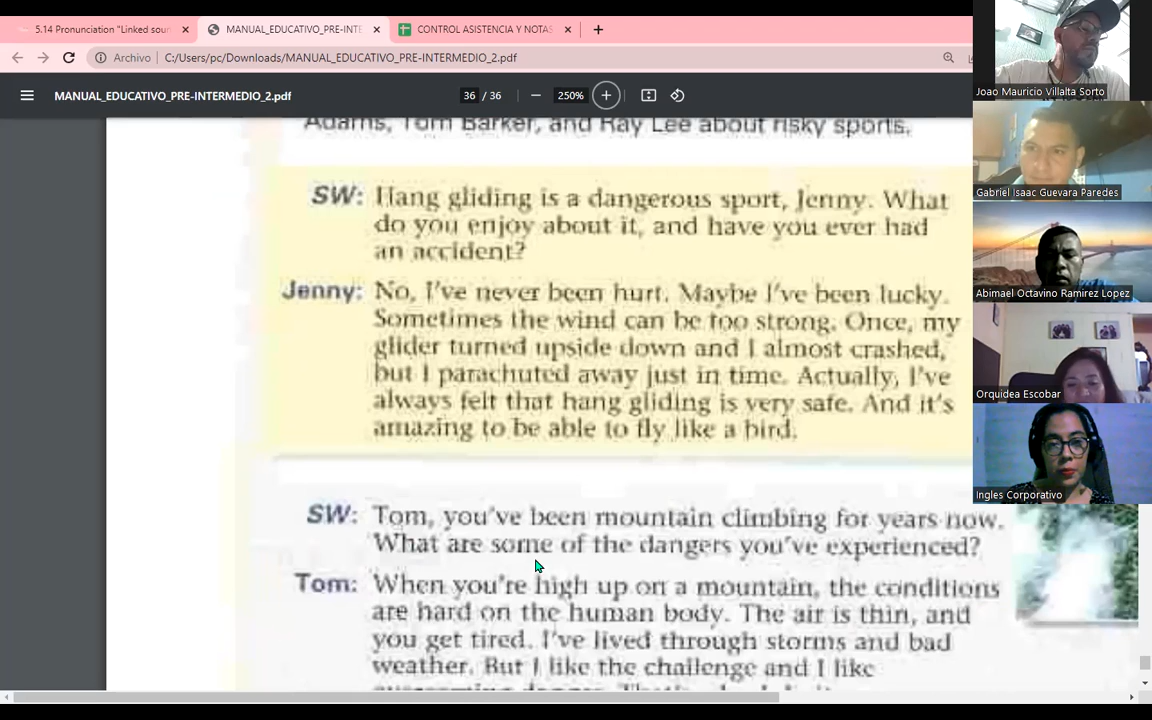 5.14 Pronunciation "Linked soun
MANUAL_EDUCATIVO_PRE-INTE
CONTROL ASISTENCIA Y NOTAS
Archivo
C:/Users/pc/Downloads/MANUAL_EDUCATIVO_PRE-INTERMEDIO_2.pdf
MANUAL_EDUCATIVO_PRE-INTERMEDIO_2.pdf
36 / 36
250%
Adams, Tom Barker, and Ray Lee about risky sports.
SW: Hang gliding is a dangerous sport, Jenny. What
do you enjoy about it, and have you ever had
an accident?
Jenny: No, I've never been hurt. Maybe I've been lucky.
Sometimes the wind can be too strong. Once, my
glider turned upside down and I almost crashed,
but I parachuted away just in time. Actually, I've
always felt that hang gliding is very safe. And it's
amazing to be able to fly like a bird.
SW: Tom, you've been mountain climbing for years now.
What are some of the dangers you've experienced?
Tom: When you're high up on a mountain, the conditions
are hard on the human body. The air is thin, and
you get tired. I've lived through storms and bad
weather. But I like the challenge and I like
Joao Mauricio Villalta Sorto
Gabriel Isaac Guevara Paredes
Abimael Octavino Ramirez Lopez
Orquidea Escobar
Ingles Corporativo